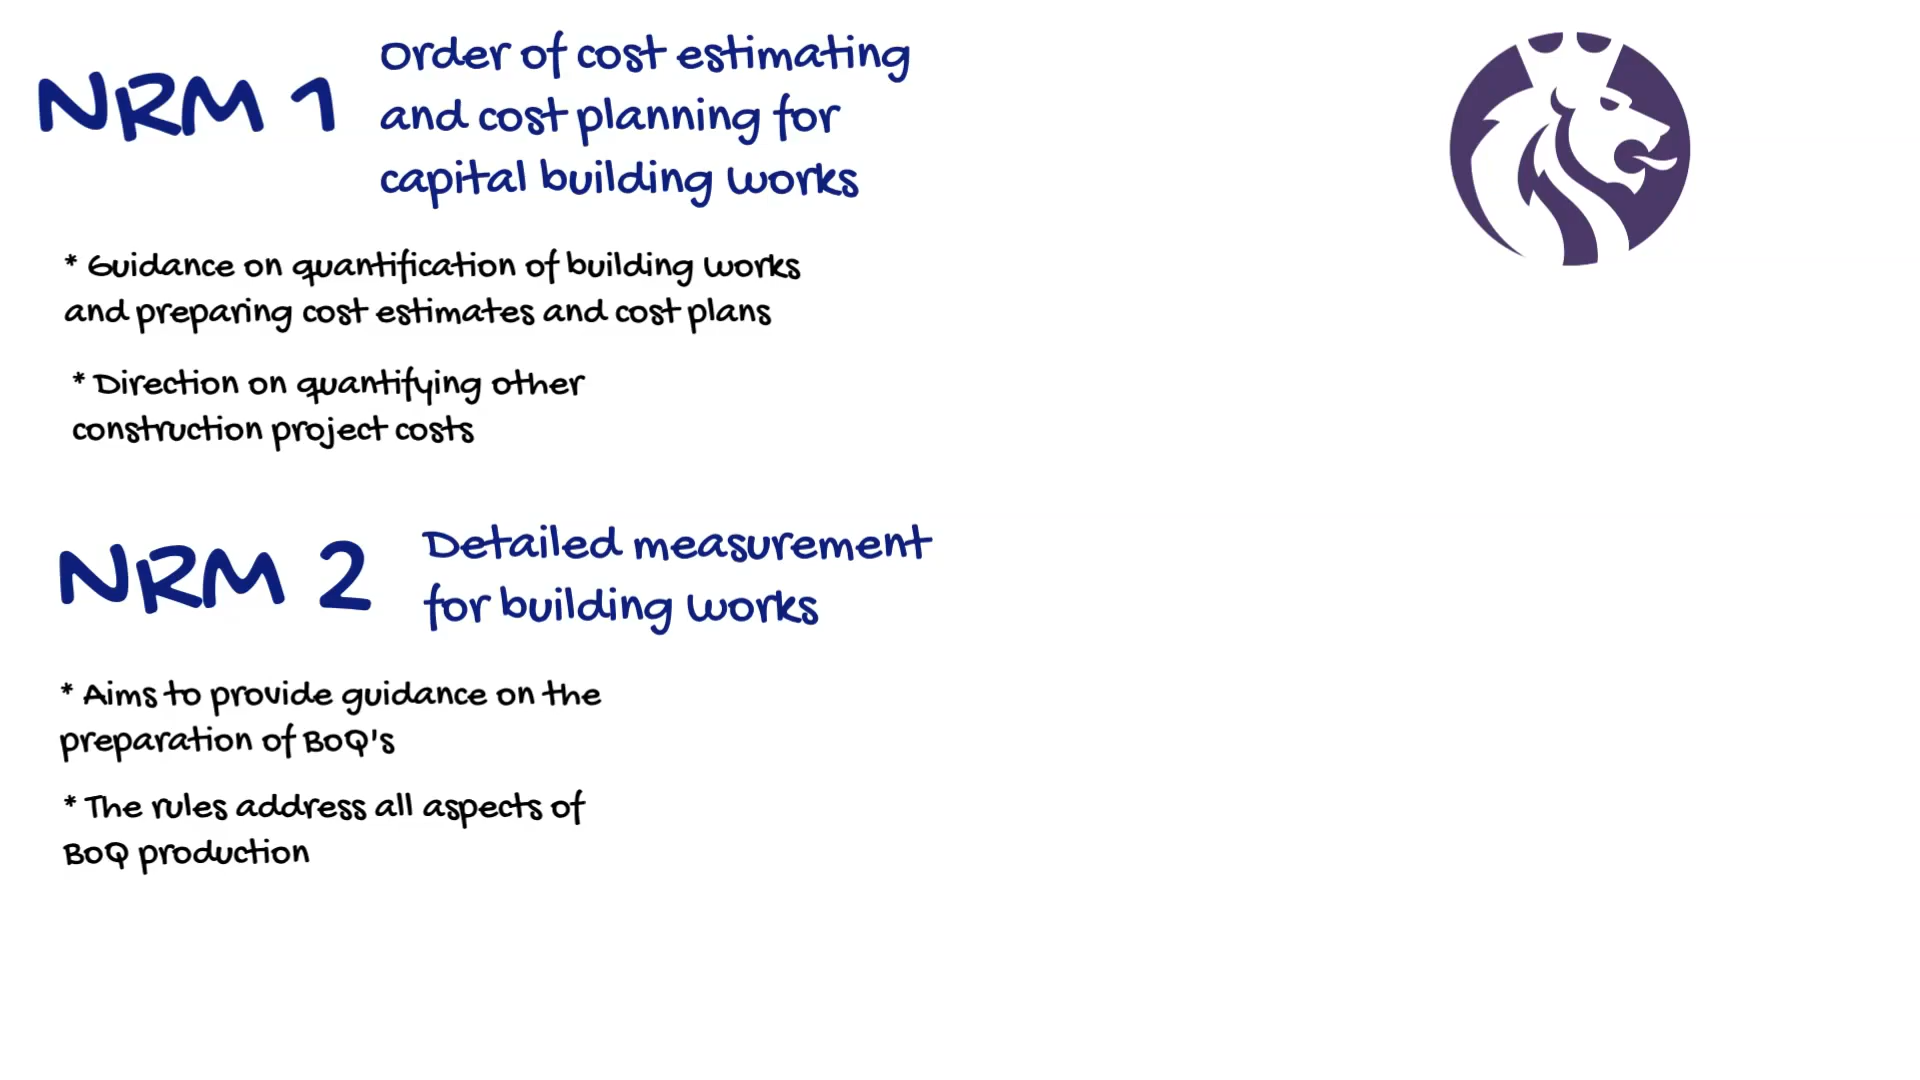 NRM 1
Order of cost estimating
and cost planning for
capital building works
* Guidance on quantification of building works
and preparing cost estimates and cost plans
* Direction on quantifying other
construction project costs
NRM 2
Detailed measurement
for building works
* Aims to provide guidance on the
preparation of BoQ's
* The rules address all aspects of
BoQ production